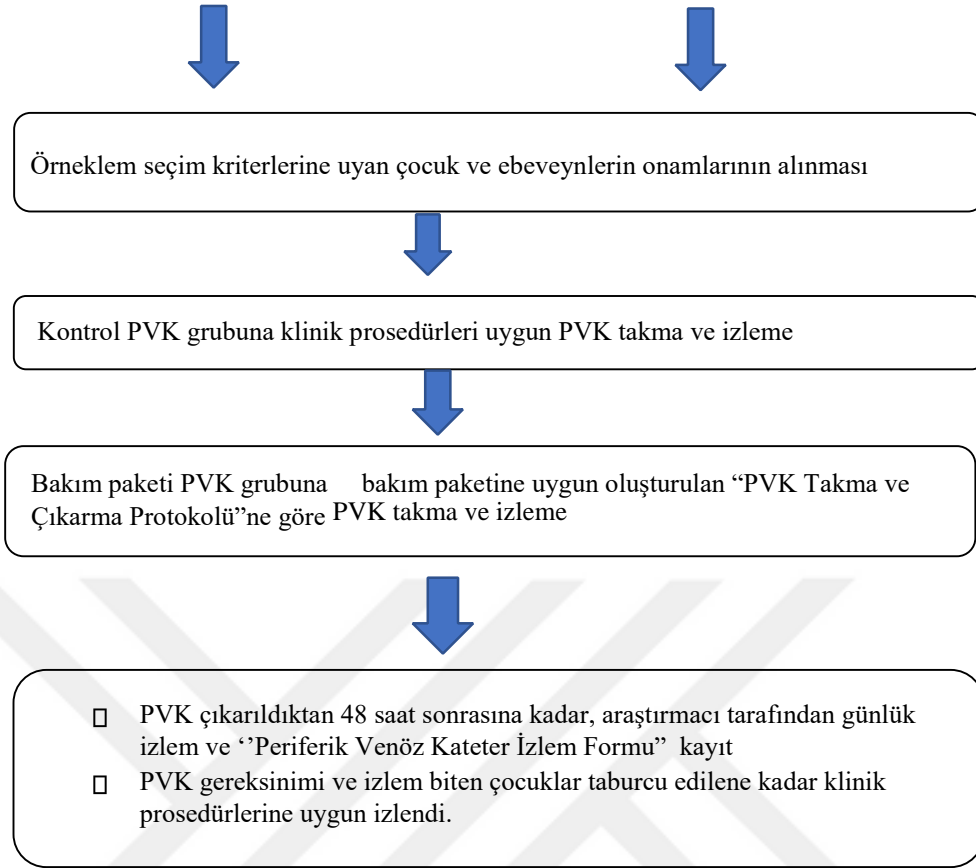 Örneklem seçim kriterlerine uyan çocuk ve ebeveynlerin onamlarının alınması
Kontrol PVK grubuna klinik prosedürleri uygun PVK takma ve izleme
Bakım paketi PVK grubuna bakım paketine uygun oluşturulan “PVK Takma ve
Çıkarma Protokolü”ne göre PVK takma ve izleme
PVK çıkarıldıktan 48 saat sonrasına kadar, araştırmacı tarafından günlük
izlem ve ‘’Periferik Venöz Kateter İzlem Formu” kayıt
PVK gereksinimi ve izlem biten çocuklar taburcu edilene kadar klinik
prosedürlerine uygun izlendi.